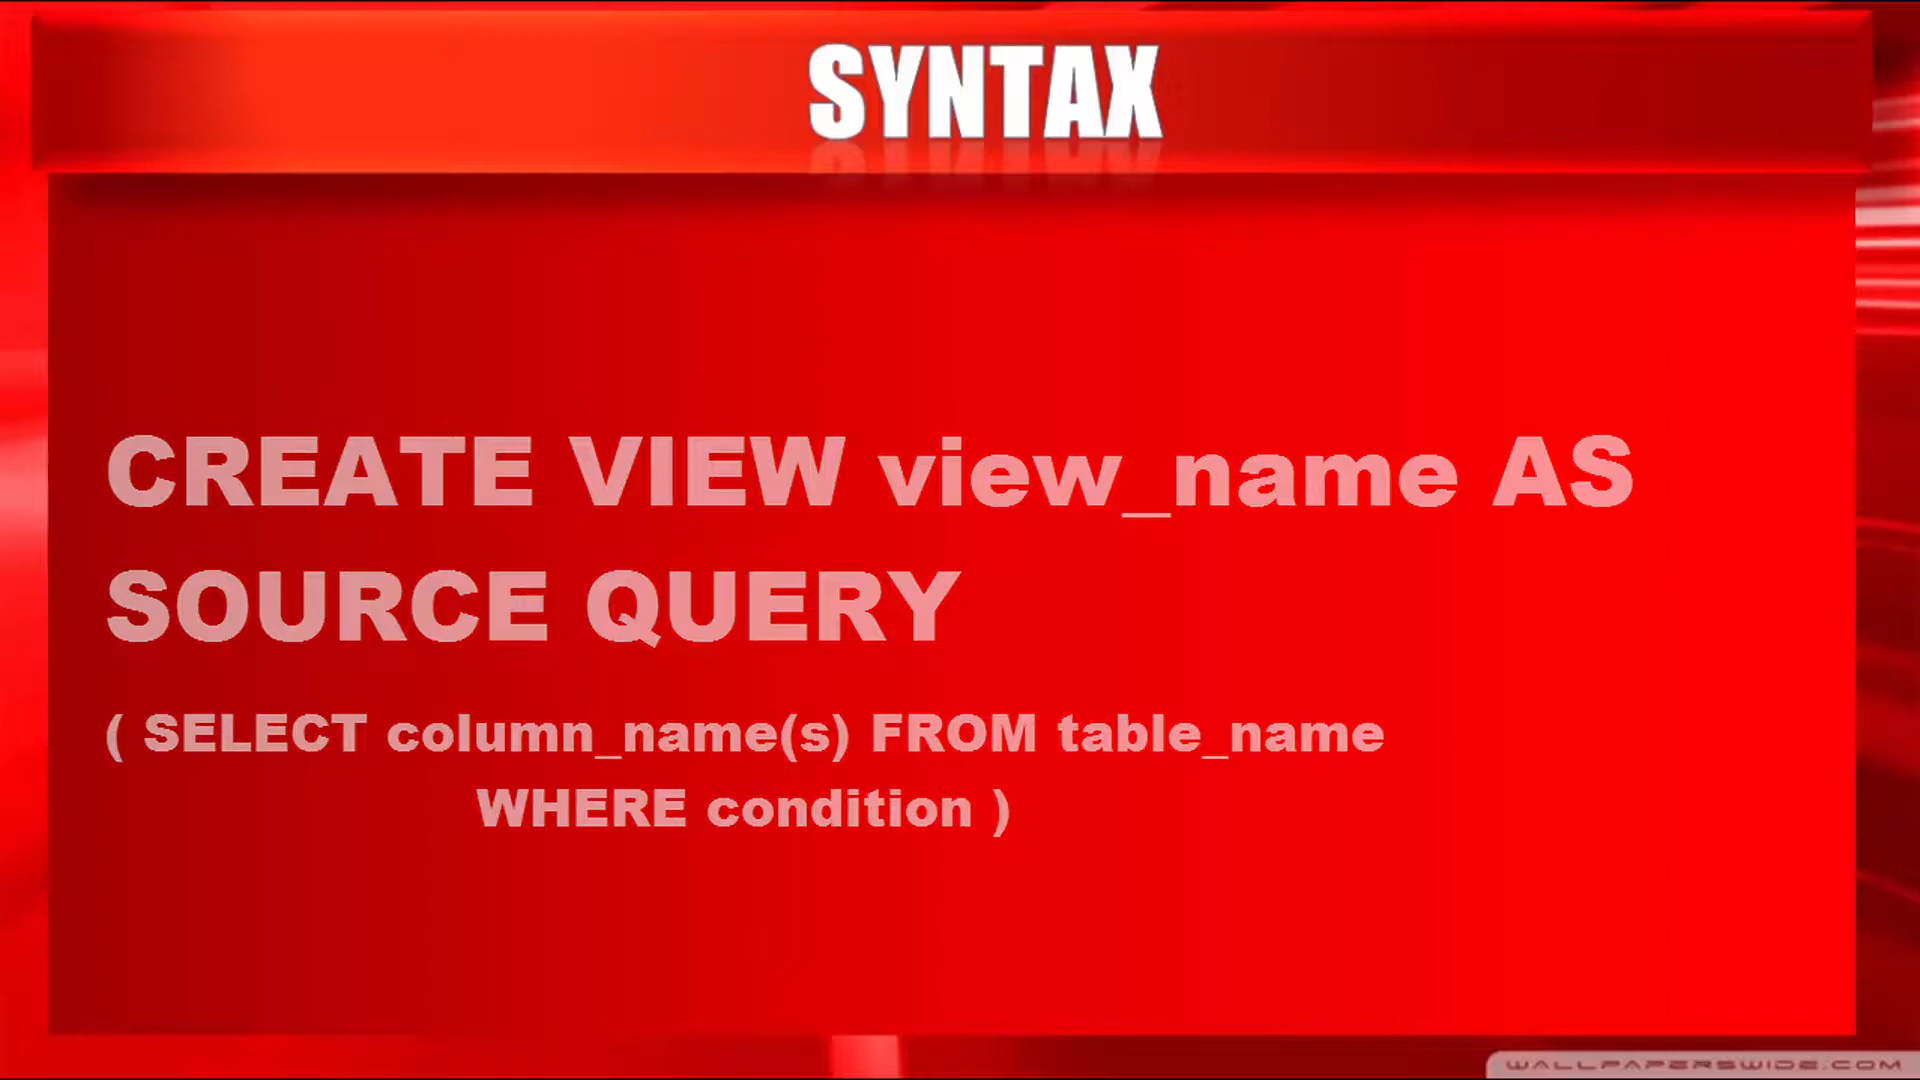 SYNTAX
CREATE VIEW view_name AS
SOURCE QUERY
( SELECT column_name(s) FROM table_name
WHERE condition )
WALLPAPERSWIDE.COM